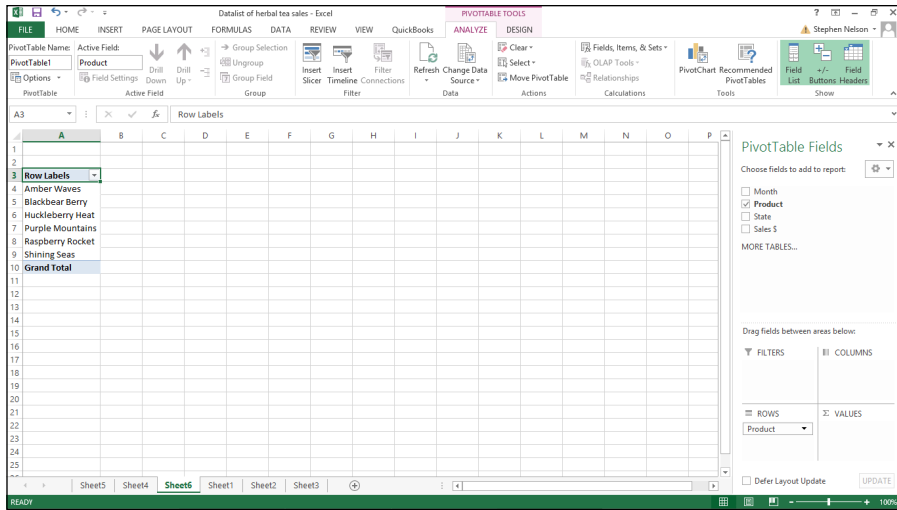 Datalist of herbal tea sales - Excel
PIVOTTABLE TOOLS
?
FILE HOME INSERT PAGE LAYOUT FORMULAS DATA REVIEW VIEW QuickBooks ANALYZE DESIGN
Stephen Nelson
PivotTable Name: Active Field:
PivotTable1 Product
Options Field Settings
Drill Down Drill Up
PivotTable Active Field
Group Selection
Ungroup
Group Field
Group
Insert Slicer Insert Timeline Filter Connections
Filter
Refresh Change Data Source
Data
Clear
Select
Move PivotTable
Actions
Fields, Items, & Sets
OLAP Tools
Relationships
Calculations
PivotChart Recommended PivotTables
Tools
Field List +/- Buttons Field Headers
Show
A3 fx Row Labels
A B C D E F G H I J K L M N O P
1
2
3 Row Labels
4 Amber Waves
5 Blackbear Berry
6 Huckleberry Heat
7 Purple Mountains
8 Raspberry Rocket
9 Shining Seas
10 Grand Total
11
12
13
14
15
16
17
18
19
20
21
22
23
24
25
PivotTable Fields
Choose fields to add to report:
Month
Product
State
Sales $
MORE TABLES...
Drag fields between areas below:
FILTERS COLUMNS
ROWS Σ VALUES
Product
Defer Layout Update UPDATE
Sheet5 Sheet4 Sheet6 Sheet1 Sheet2 Sheet3
READY 100%